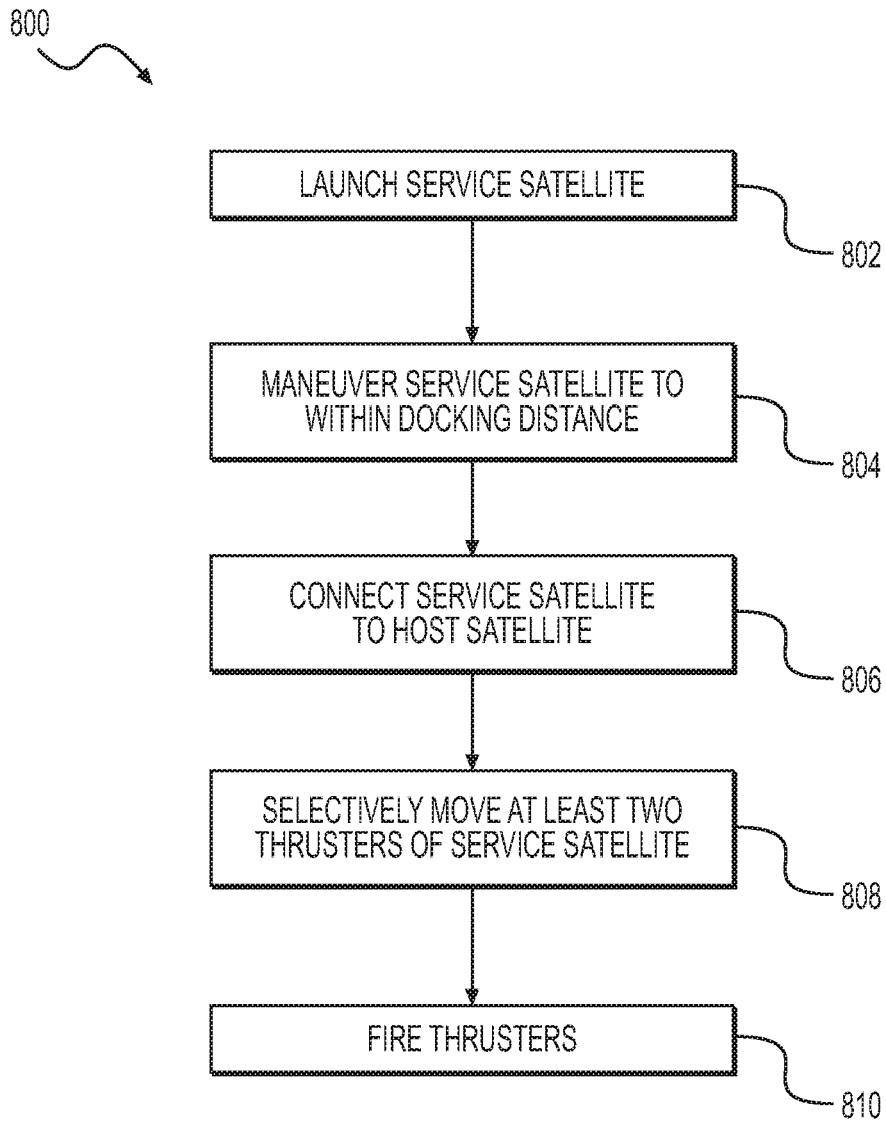 800
LAUNCH SERVICE SATELLITE
802
MANEUVER SERVICE SATELLITE TO
WITHIN DOCKING DISTANCE
804
CONNECT SERVICE SATELLITE
TO HOST SATELLITE
806
SELECTIVELY MOVE AT LEAST TWO
THRUSTERS OF SERVICE SATELLITE
808
FIRE THRUSTERS
810